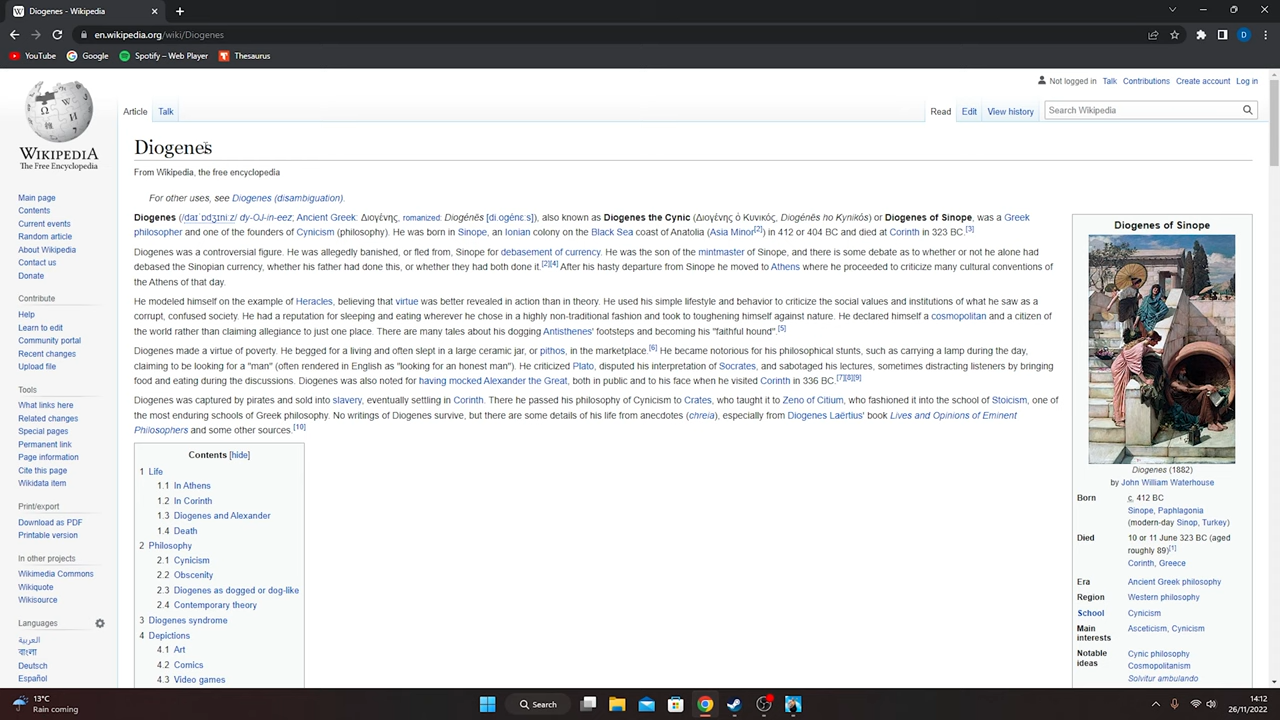 Diogenes - Wikipedia
en.wikipedia.org/wiki/Diogenes
D
YouTube Google Spotify – Web Player Thesaurus
Not logged in Talk Contributions Create account Log in
Article Talk Read Edit View history Search Wikipedia
WIKIPEDIA
The Free Encyclopedia
Main page
Contents
Current events
Random article
About Wikipedia
Contact us
Donate
Contribute
Help
Learn to edit
Community portal
Recent changes
Upload file
Tools
What links here
Related changes
Special pages
Permanent link
Page information
Cite this page
Wikidata item
Print/export
Download as PDF
Printable version
In other projects
Wikimedia Commons
Wikiquote
Wikisource
Languages
العربية
বাংলা
Deutsch
Español
Diogenes
From Wikipedia, the free encyclopedia
For other uses, see Diogenes (disambiguation).
Diogenes (/daɪˈɒdʒɪniːz/ dy-OJ-in-eez, Ancient Greek: Διογένης, romanized: Diogénēs [di.oɡénɛːs]), also known as Diogenes the Cynic (Διογένης ὁ Κυνικός, Diogénēs ho Kynikós) or Diogenes of Sinope, was a Greek
philosopher and one of the founders of Cynicism (philosophy). He was born in Sinope, an Ionian colony on the Black Sea coast of Anatolia (Asia Minor[2]) in 412 or 404 BC and died at Corinth in 323 BC.[3]
Diogenes was a controversial figure. He was allegedly banished, or fled from, Sinope for debasement of currency. He was the son of the mintmaster of Sinope, and there is some debate as to whether or not he alone had
debased the Sinopian currency, whether his father had done this, or whether they had both done it.[2][4] After his hasty departure from Sinope he moved to Athens where he proceeded to criticize many cultural conventions of
the Athens of that day.
He modeled himself on the example of Heracles, believing that virtue was better revealed in action than in theory. He used his simple lifestyle and behavior to criticize the social values and institutions of what he saw as a
corrupt, confused society. He had a reputation for sleeping and eating wherever he chose in a highly non-traditional fashion and took to toughening himself against nature. He declared himself a cosmopolitan and a citizen of
the world rather than claiming allegiance to just one place. There are many tales about his dogging Antisthenes' footsteps and becoming his "faithful hound" [5]
Diogenes made a virtue of poverty. He begged for a living and often slept in a large ceramic jar, or pithos, in the marketplace.[6] He became notorious for his philosophical stunts, such as carrying a lamp during the day,
claiming to be looking for a "man" (often rendered in English as "looking for an honest man"). He criticized Plato, disputed his interpretation of Socrates, and sabotaged his lectures, sometimes distracting listeners by bringing
food and eating during the discussions. Diogenes was also noted for having mocked Alexander the Great, both in public and to his face when he visited Corinth in 336 BC.[7][8][9]
Diogenes was captured by pirates and sold into slavery, eventually settling in Corinth. There he passed his philosophy of Cynicism to Crates, who taught it to Zeno of Citium, who fashioned it into the school of Stoicism, one of
the most enduring schools of Greek philosophy. No writings of Diogenes survive, but there are some details of his life from anecdotes (chreia), especially from Diogenes Laërtius' book Lives and Opinions of Eminent
Philosophers and some other sources.[10]
Contents [hide]
1 Life
1.1 In Athens
1.2 In Corinth
1.3 Diogenes and Alexander
1.4 Death
2 Philosophy
2.1 Cynicism
2.2 Obscenity
2.3 Diogenes as dogged or dog-like
2.4 Contemporary theory
3 Diogenes syndrome
4 Depictions
4.1 Art
4.2 Comics
4.3 Video games
Diogenes of Sinope
Diogenes (1882)
by John William Waterhouse
Born c. 412 BC
Sinope, Paphlagonia
(modern-day Sinop, Turkey)
Died 10 or 11 June 323 BC (aged
roughly 89)[1]
Corinth, Greece
Era Ancient Greek philosophy
Region Western philosophy
School Cynicism
Main interests Asceticism, Cynicism
Notable ideas Cynic philosophy
Cosmopolitanism
Solvitur ambulando
13°C
Rain coming
Search
14:12
26/11/2022